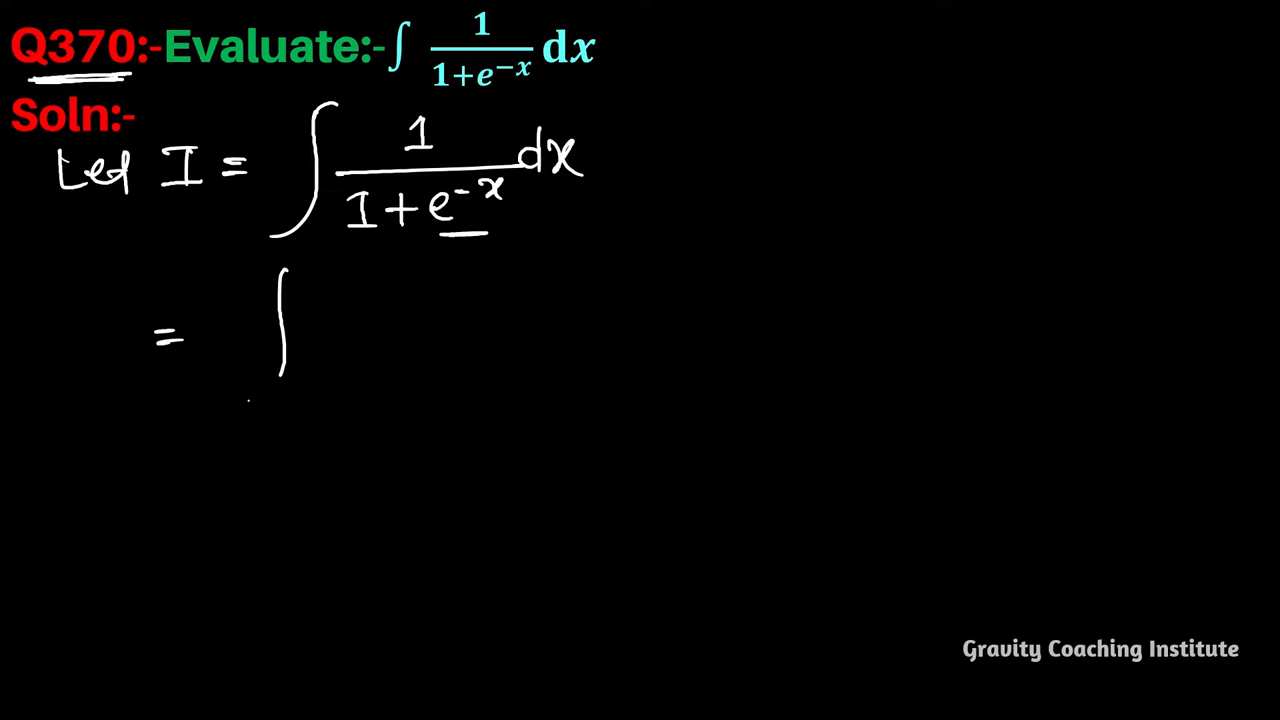 Q370:-Evaluate:-∫ 1/(1+e^{-x}) dx
Soln:-
Let I = ∫ 1/(1+e^{-x}) dx
= ∫
Gravity Coaching Institute